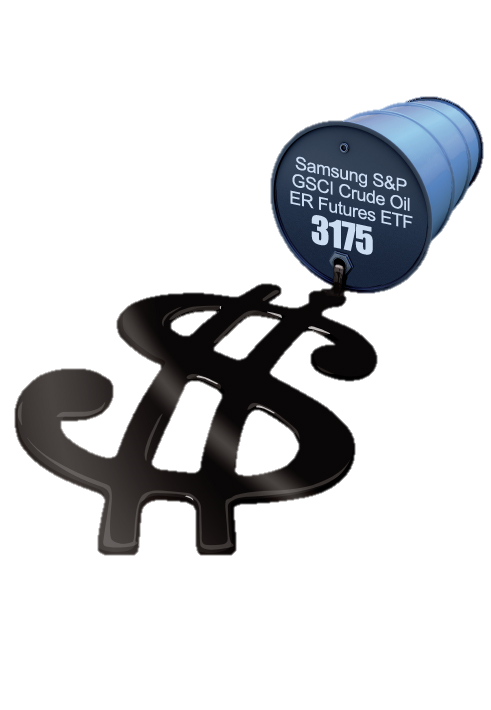 Samsung S&P
GSCI Crude Oil
ER Futures ETF
3175